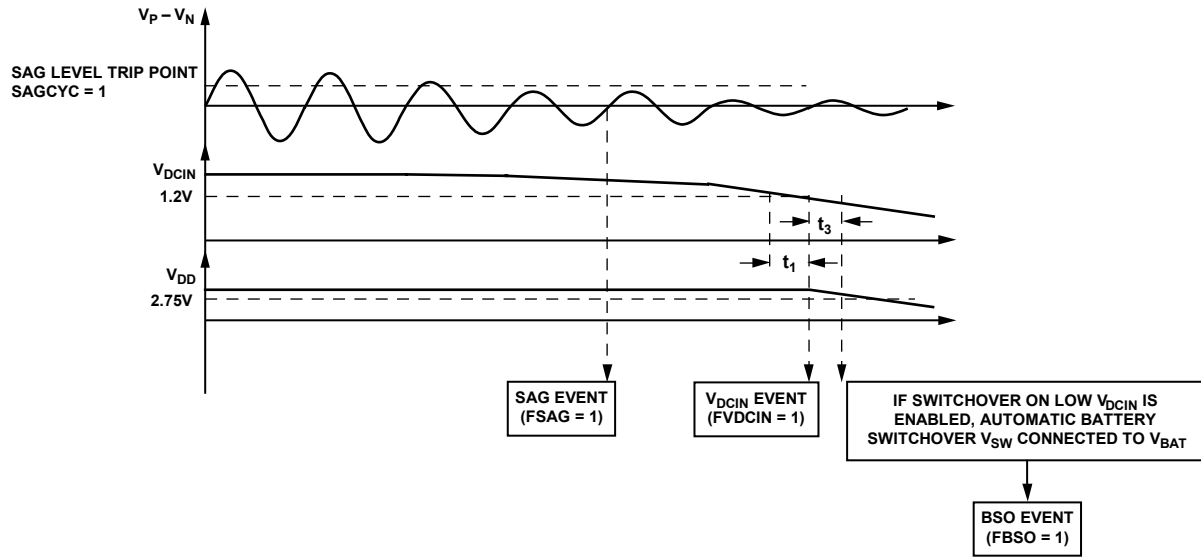 VP – VN
SAG LEVEL TRIP POINT
SAGCYC = 1
VDCIN
1.2V
t3
t1
VDD
2.75V
SAG EVENT
(FSAG = 1)
VDCIN EVENT
(FVDCIN = 1)
IF SWITCHOVER ON LOW VDCIN IS
ENABLED, AUTOMATIC BATTERY
SWITCHOVER VSW CONNECTED TO VBAT
BSO EVENT
(FBSO = 1)